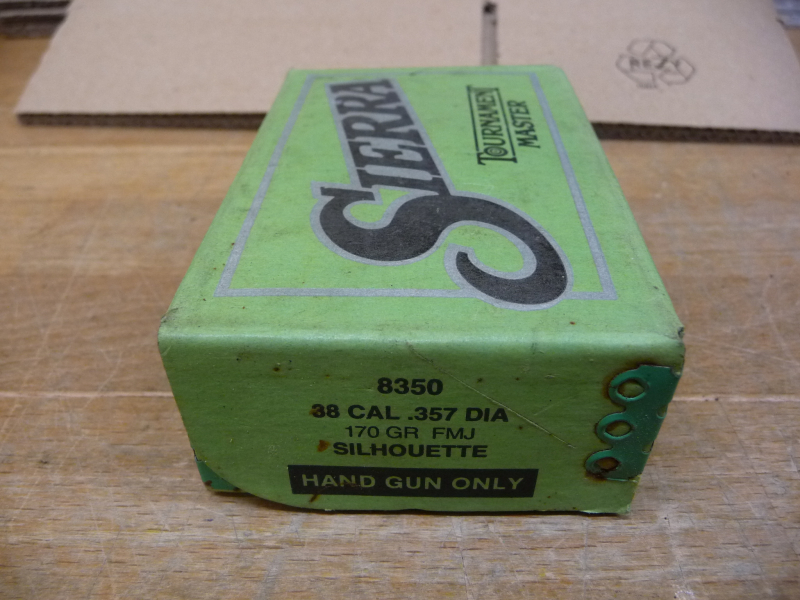 SIERRA
TOURNAMENT
MASTER
8350
38 CAL .357 DIA
170 GR FMJ
SILHOUETTE
HAND GUN ONLY